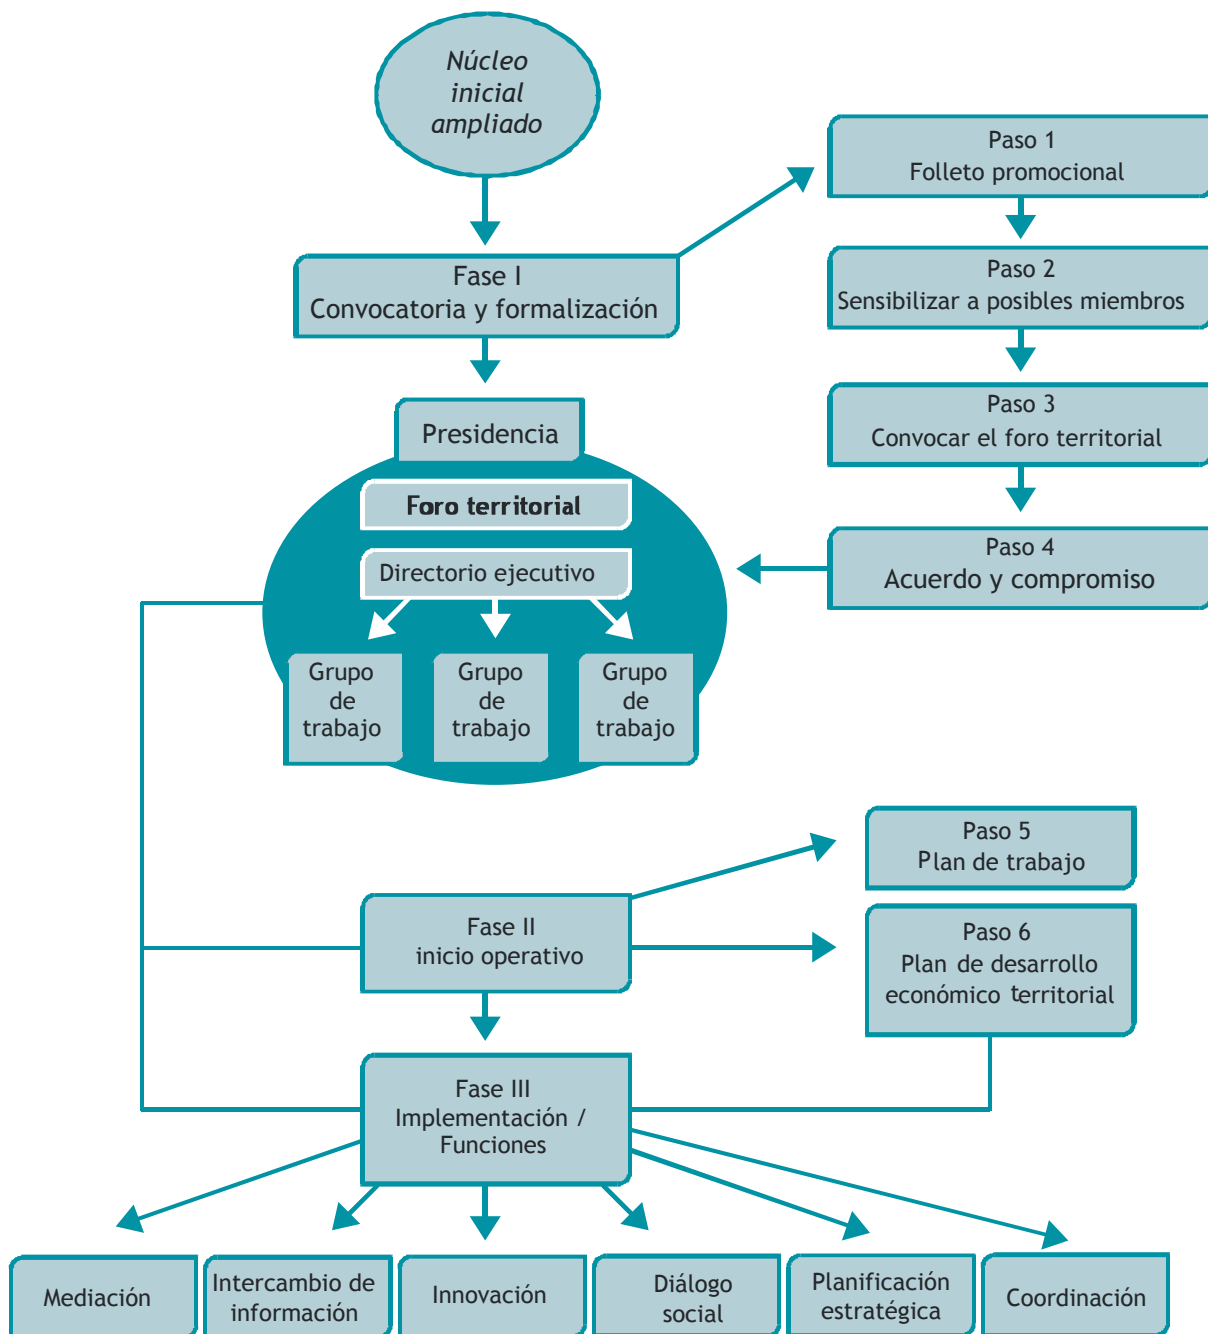 Núcleo
inicial
ampliado
Paso 1
Folleto promocional
Fase I
Convocatoria y formalización
Paso 2
Sensibilizar a posibles miembros
Paso 3
Convocar el foro territorial
Presidencia
Foro territorial
Directorio ejecutivo
Paso 4
Acuerdo y compromiso
Grupo
de
trabajo
Grupo
de
trabajo
Grupo
de
trabajo
Paso 5
Plan de trabajo
Fase II
inicio operativo
Paso 6
Plan de desarrollo
económico territorial
Fase III
Implementación /
Funciones
Mediación
Intercambio de
información
Innovación
Diálogo
social
Planificación
estratégica
Coordinación